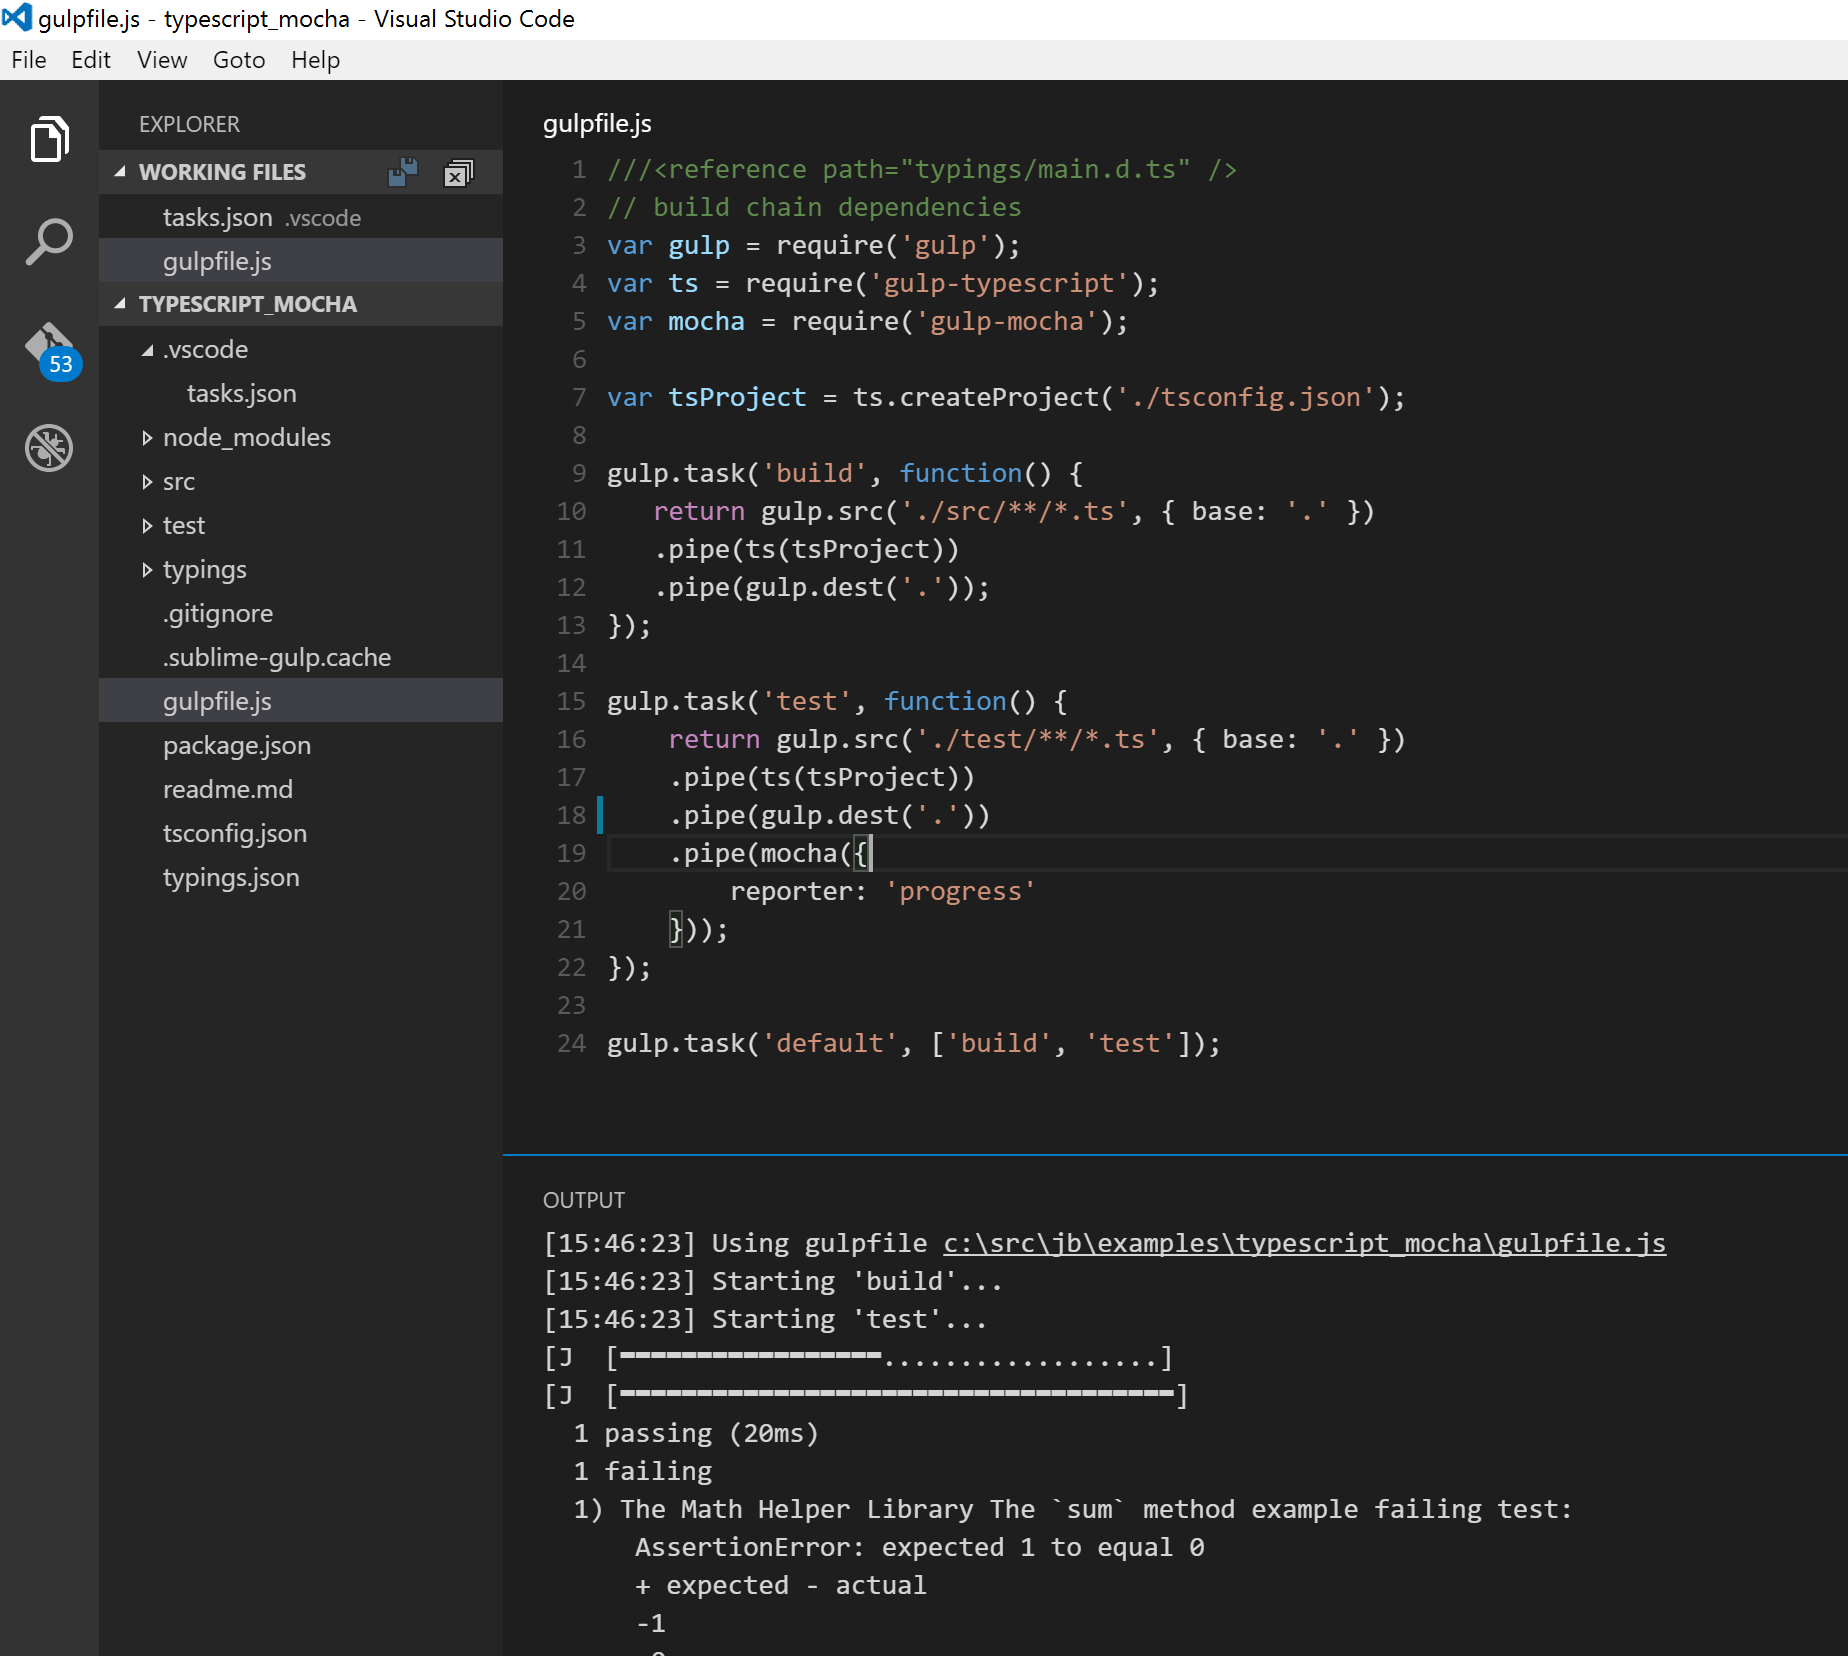 gulpfile.js - typescript_mocha - Visual Studio Code
File Edit View Goto Help
EXPLORER
WORKING FILES
tasks.json .vscode
gulpfile.js
TYPESCRIPT_MOCHA
.vscode
tasks.json
node_modules
src
test
typings
.gitignore
.sublime-gulp.cache
gulpfile.js
package.json
readme.md
tsconfig.json
typings.json
53
gulpfile.js
1 ///<reference path="typings/main.d.ts" />
2 // build chain dependencies
3 var gulp = require('gulp');
4 var ts = require('gulp-typescript');
5 var mocha = require('gulp-mocha');
6
7 var tsProject = ts.createProject('./tsconfig.json');
8
9 gulp.task('build', function() {
10    return gulp.src('./src/**/*.ts', { base: '.' })
11    .pipe(ts(tsProject))
12    .pipe(gulp.dest('.'));
13 });
14
15 gulp.task('test', function() {
16     return gulp.src('./test/**/*.ts', { base: '.' })
17     .pipe(ts(tsProject))
18     .pipe(gulp.dest('.'))
19     .pipe(mocha({
20         reporter: 'progress'
21     }));
22 });
23
24 gulp.task('default', ['build', 'test']);
OUTPUT
[15:46:23] Using gulpfile c:\src\jb\examples\typescript_mocha\gulpfile.js
[15:46:23] Starting 'build'...
[15:46:23] Starting 'test'...
[J  [━━━━━━━━━━━━━━━━━..................]
[J  [━━━━━━━━━━━━━━━━━━━━━━━━━━━━━━━━━━━━]
1 passing (20ms)
1 failing
1) The Math Helper Library The `sum` method example failing test:
AssertionError: expected 1 to equal 0
+ expected - actual
-1